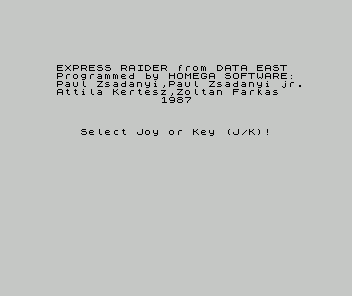 EXPRESS RAIDER from DATA EAST
Programmed by HOMEGA SOFTWARE:
Paul Zsadanyi,Paul Zsadanyi jr.
Attila Kertesz,Zoltan Farkas
1987
Select Joy or Key (J/K)!